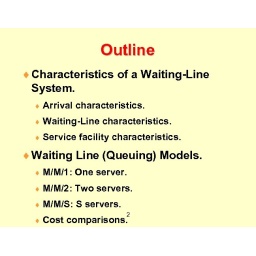 Outline
Characteristics of a Waiting-Line
System.
Arrival characteristics.
Waiting-Line characteristics.
Service facility characteristics.
Waiting Line (Queuing) Models.
M/M/1: One server.
M/M/2: Two servers.
M/M/S: S servers.
Cost comparisons.
2